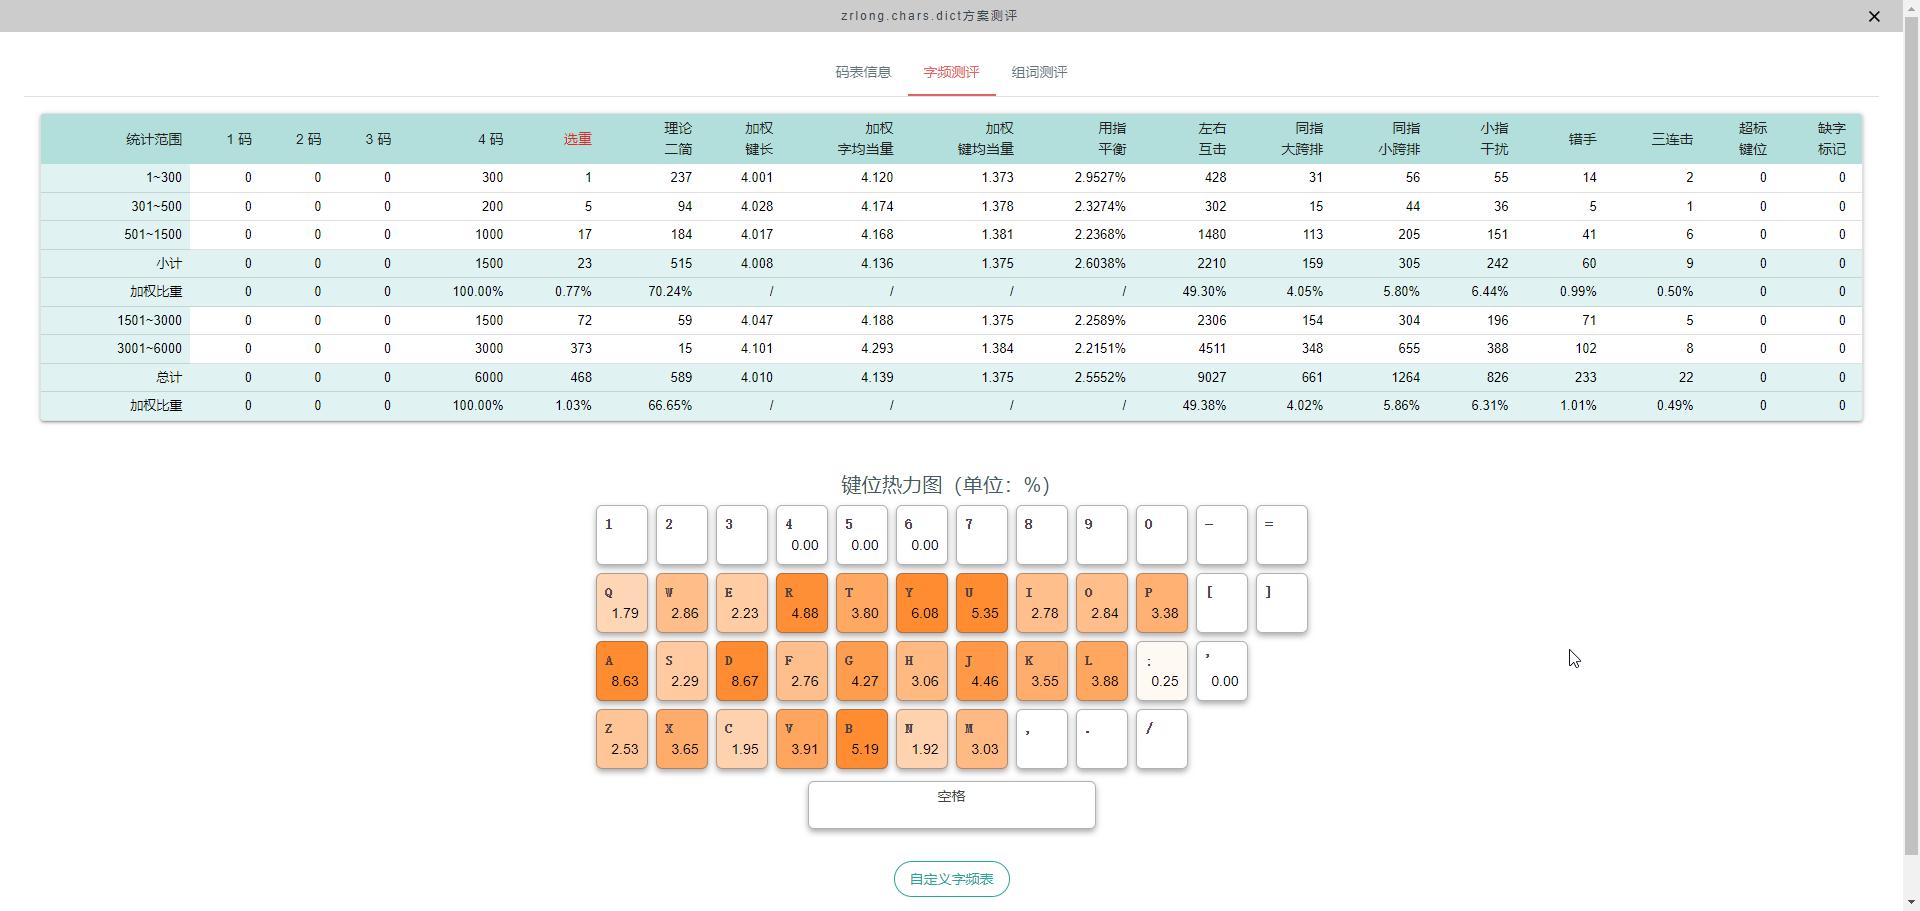 zrlong.chars.dict方案测评
码表信息 字频测评 组词测评
统计范围 1 码 2 码 3 码 4 码 选重 理论二简 加权键长 加权字均当量 加权键均当量 用指平衡 左右互击 同指大跨排 同指小跨排 小指干扰 错手 三连击 超标键位 缺字标记
1~300 0 0 0 300 1 237 4.001 4.120 1.373 2.9527% 428 31 56 55 14 2 0 0
301~500 0 0 0 200 5 94 4.028 4.174 1.378 2.3274% 302 15 44 36 5 1 0 0
501~1500 0 0 0 1000 17 184 4.017 4.168 1.381 2.2368% 1480 113 205 151 41 6 0 0
小计 0 0 0 1500 23 515 4.008 4.136 1.375 2.6038% 2210 159 305 242 60 9 0 0
加权比重 0 0 0 100.00% 0.77% 70.24% / / / / 49.30% 4.05% 5.80% 6.44% 0.99% 0.50% 0 0
1501~3000 0 0 0 1500 72 59 4.047 4.188 1.375 2.2589% 2306 154 304 196 71 5 0 0
3001~6000 0 0 0 3000 373 15 4.101 4.293 1.384 2.2151% 4511 348 655 388 102 8 0 0
总计 0 0 0 6000 468 589 4.010 4.139 1.375 2.5552% 9027 661 1264 826 233 22 0 0
加权比重 0 0 0 100.00% 1.03% 66.65% / / / / 49.38% 4.02% 5.86% 6.31% 1.01% 0.49% 0 0
键位热力图（单位：%）
1 2 3 4 5 6 7 8 9 0 - =
0.00 0.00 0.00
Q W E R T Y U I O P [ ]
1.79 2.86 2.23 4.88 3.80 6.08 5.35 2.78 2.84 3.38
A S D F G H J K L ; '
8.63 2.29 8.67 2.76 4.27 3.06 4.46 3.55 3.88 0.25 0.00
Z X C V B N M , . /
2.53 3.65 1.95 3.91 5.19 1.92 3.03
空格
自定义字频表